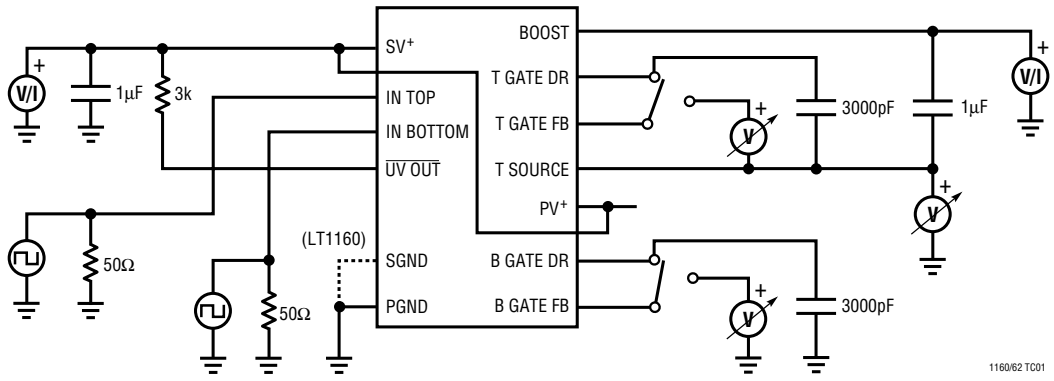 BOOST
SV+
+
V/I
1µF
3k
T GATE DR
IN TOP
T GATE FB
IN BOTTOM
UV OUT
T SOURCE
+
V
3000pF
1µF
+
V/I
PV+
+
V
50Ω
(LT1160)
SGND
PGND
50Ω
B GATE DR
B GATE FB
+
V
3000pF
1160/62 TC01